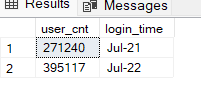 Results Messages
user_cnt login_time
1 271240 Jul-21
2 395117 Jul-22